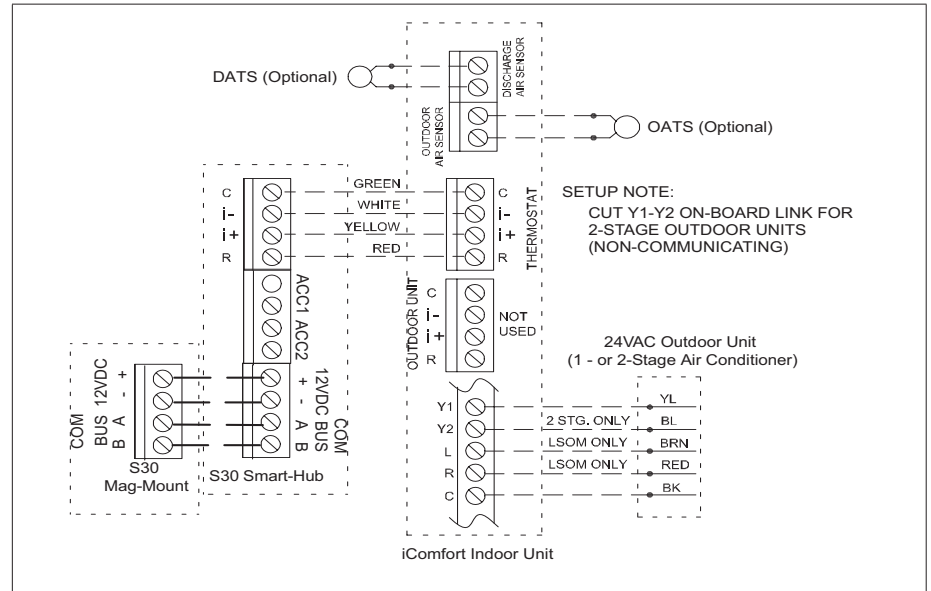 DISCHARGE
AIR SENSOR
DATS (Optional)
OUTDOOR
AIR SENSOR
OATS (Optional)
C
i-
i+
R
GREEN
WHITE
YELLOW
RED
C
i-
i+
R
THERMOSTAT
SETUP NOTE:
CUT Y1-Y2 ON-BOARD LINK FOR
2-STAGE OUTDOOR UNITS
(NON-COMMUNICATING)
ACC1 ACC2
OUTDOOR UNIT
C
i-
i+
R
NOT
USED
24VAC Outdoor Unit
(1 - or 2-Stage Air Conditioner)
COM
BUS 12VDC
B A - +
S30
Mag-Mount
+ - A B
12VDC BUS
COM
S30 Smart-Hub
Y1
Y2
L
R
C
2 STG. ONLY
LSOM ONLY
LSOM ONLY
YL
BL
BRN
RED
BK
iComfort Indoor Unit